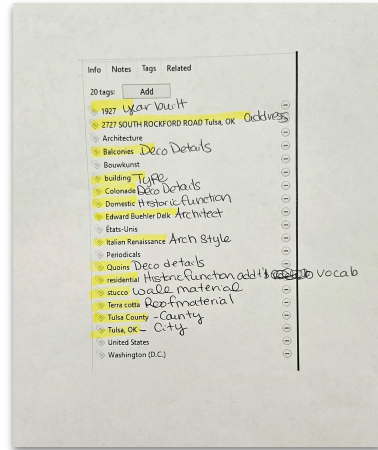 Info Notes Tags Related
20 tags: Add
1927 year built
2727 SOUTH ROCKFORD ROAD Tulsa, OK address
Architecture
Balconies Deco Details
Bouwkunst
building Type
Colonade Deco Details
Domestic Historic function
Edward Buehler Delk Architect
États-Unis
Italian Renaissance Arch Style
Periodicals
Quoins Deco details
residential Historic function add'l vocab
stucco wall material
Terra cotta Roof material
Tulsa County - County
Tulsa, OK - City
United States
Washington (D.C.)